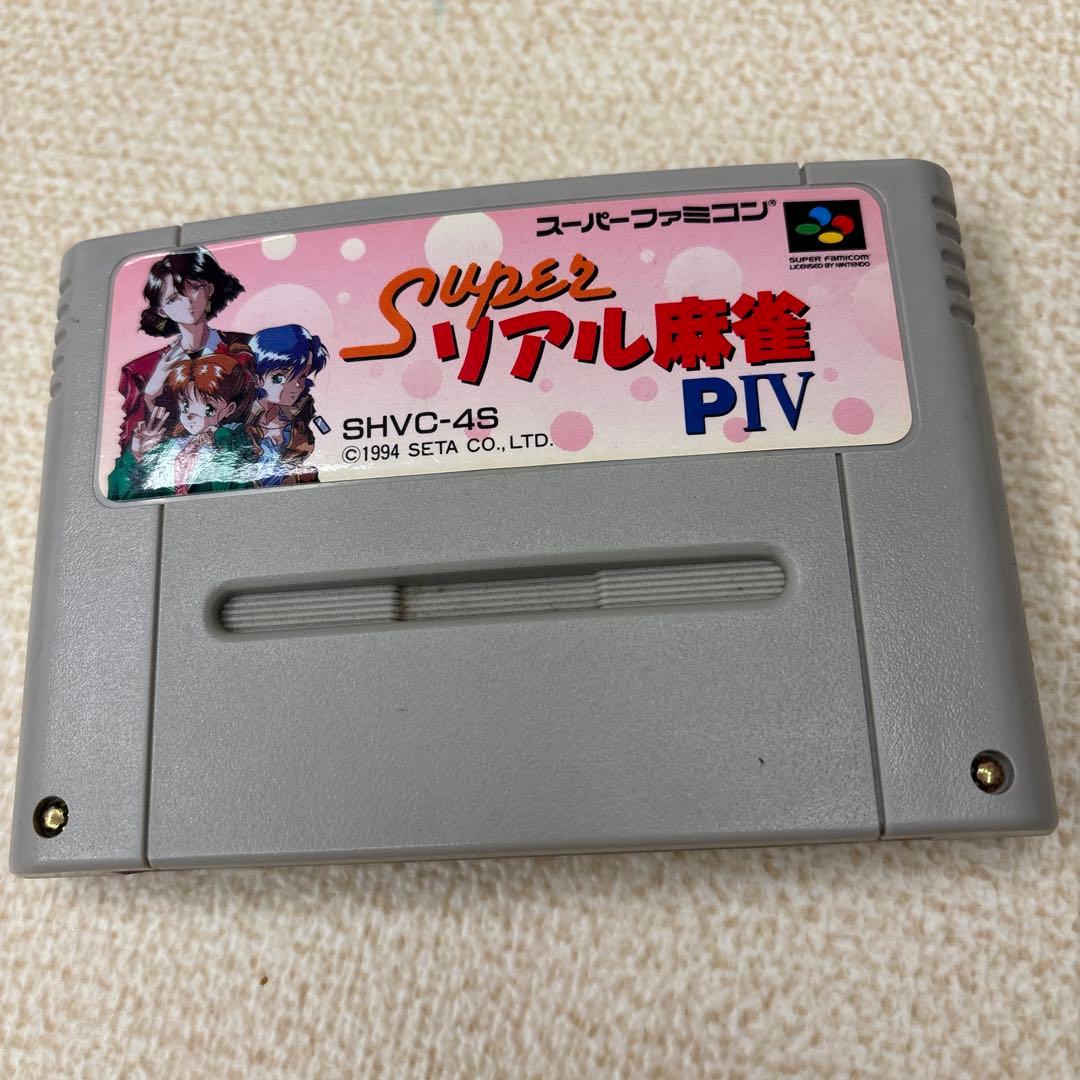 スーパーファミコン®
SUPER FAMICOM
LICENSED BY NINTENDO
Super
リアル麻雀
PIV
SHVC-4S
©1994 SETA CO., LTD.